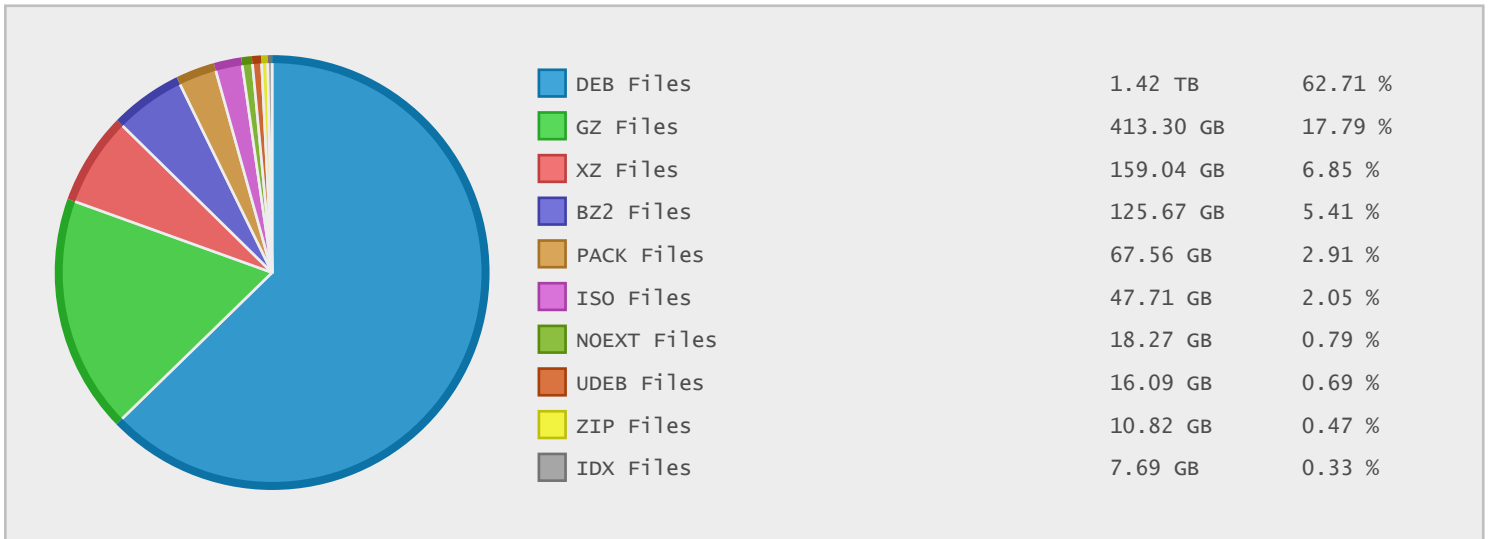 DEB Files 1.42 TB 62.71 %
GZ Files 413.30 GB 17.79 %
XZ Files 159.04 GB 6.85 %
BZ2 Files 125.67 GB 5.41 %
PACK Files 67.56 GB 2.91 %
ISO Files 47.71 GB 2.05 %
NOEXT Files 18.27 GB 0.79 %
UDEB Files 16.09 GB 0.69 %
ZIP Files 10.82 GB 0.47 %
IDX Files 7.69 GB 0.33 %